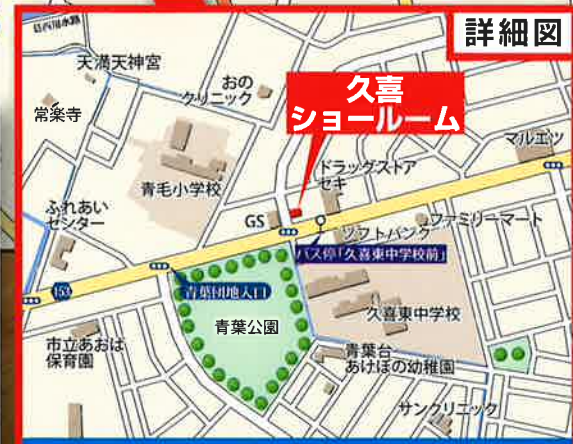 葛西用水路
詳細図
天満天神宮
おの
クリニック
久喜
ショールーム
常楽寺
マルエツ
ドラッグストア
セキ
青毛小学校
ふれあい
センター
GS
ソフトバンク
ファミリーマート
バス停「久喜東中学校前」
153
青葉団地入口
久喜東中学校
青葉公園
市立あおば
保育園
青葉台
あけぼの幼稚園
サンクリニック